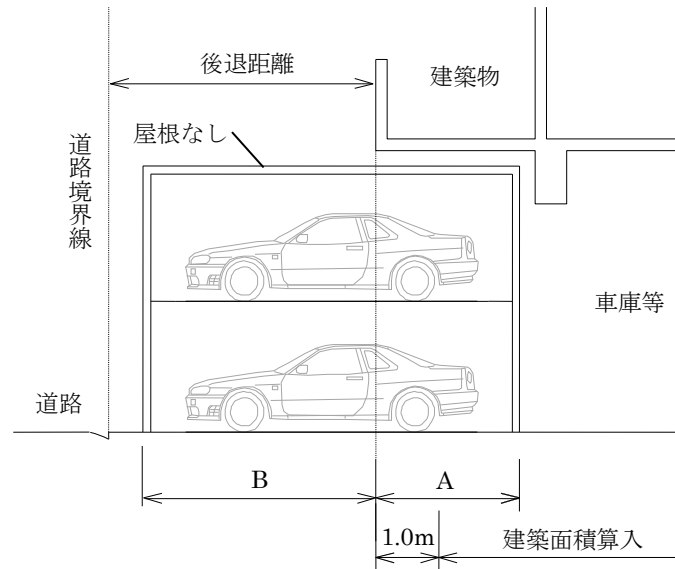 後退距離
建築物
屋根なし
道路境界線
車庫等
道路
B
A
1.0m
建築面積算入